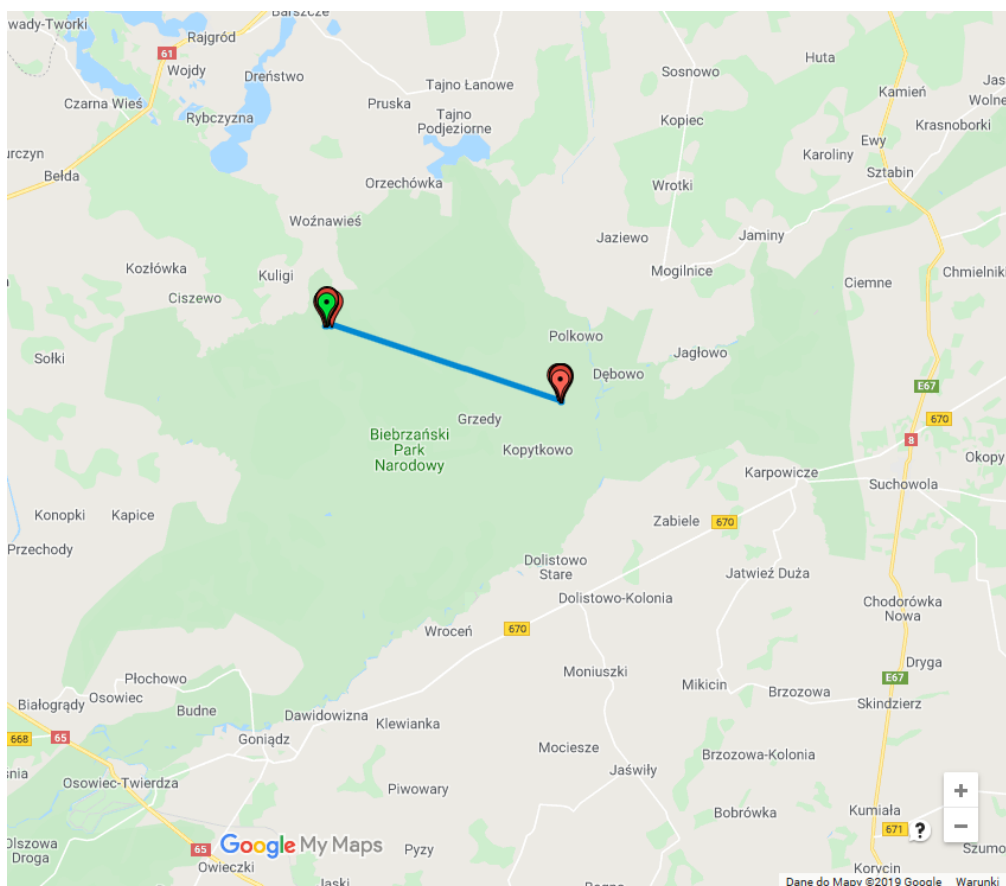 wady-Tworki
Barszcze
Rajgród
61
Wojdy
Dreństwo
Huta
Sosnowo
Tajno Łanowe
Jas
Kamień
Wolne
Czarna Wieś
Pruska
Tajno
Podjeziorne
Kopiec
Krasnoborki
Rybczyzna
Ewy
Karoliny
Bełda
Sztabin
Orzechówka
Wrotki
Woźnawieś
Jaziewo
Jaminy
Kozłówka
Kuligi
Mogilnice
Chmielniki
Ciemne
Ciszewo
Polkowo
Sołki
Jagłowo
Dębowo
E67
Grzędy
670
Biebrzański
Park
Narodowy
8
Kopytkowo
Okopy
Karpowicze
Suchowola
Konopki
Kapice
Zabiele
670
Przechody
Dolistowo
Stare
Jatwieź Duża
Dolistowo-Kolonia
Chodorówka
Nowa
Wroceń
670
Dryga
Moniuszki
Płochowo
E67
Mikicin
Brzozowa
Białogrądy
Osowiec
Skindzierz
Budne
Dawidowizna
Klewianka
668
65
Goniądz
Mociesze
Brzozowa-Kolonia
Jaświły
Osowiec-Twierdza
Piwowary
Bobrówka
Kumiała
671
?
Olszowa
Droga
65
Google My Maps
Pyzy
Szumo
Owieczki
Korycin
Jaski
Dane do Mapy ©2019 Google
Warunki